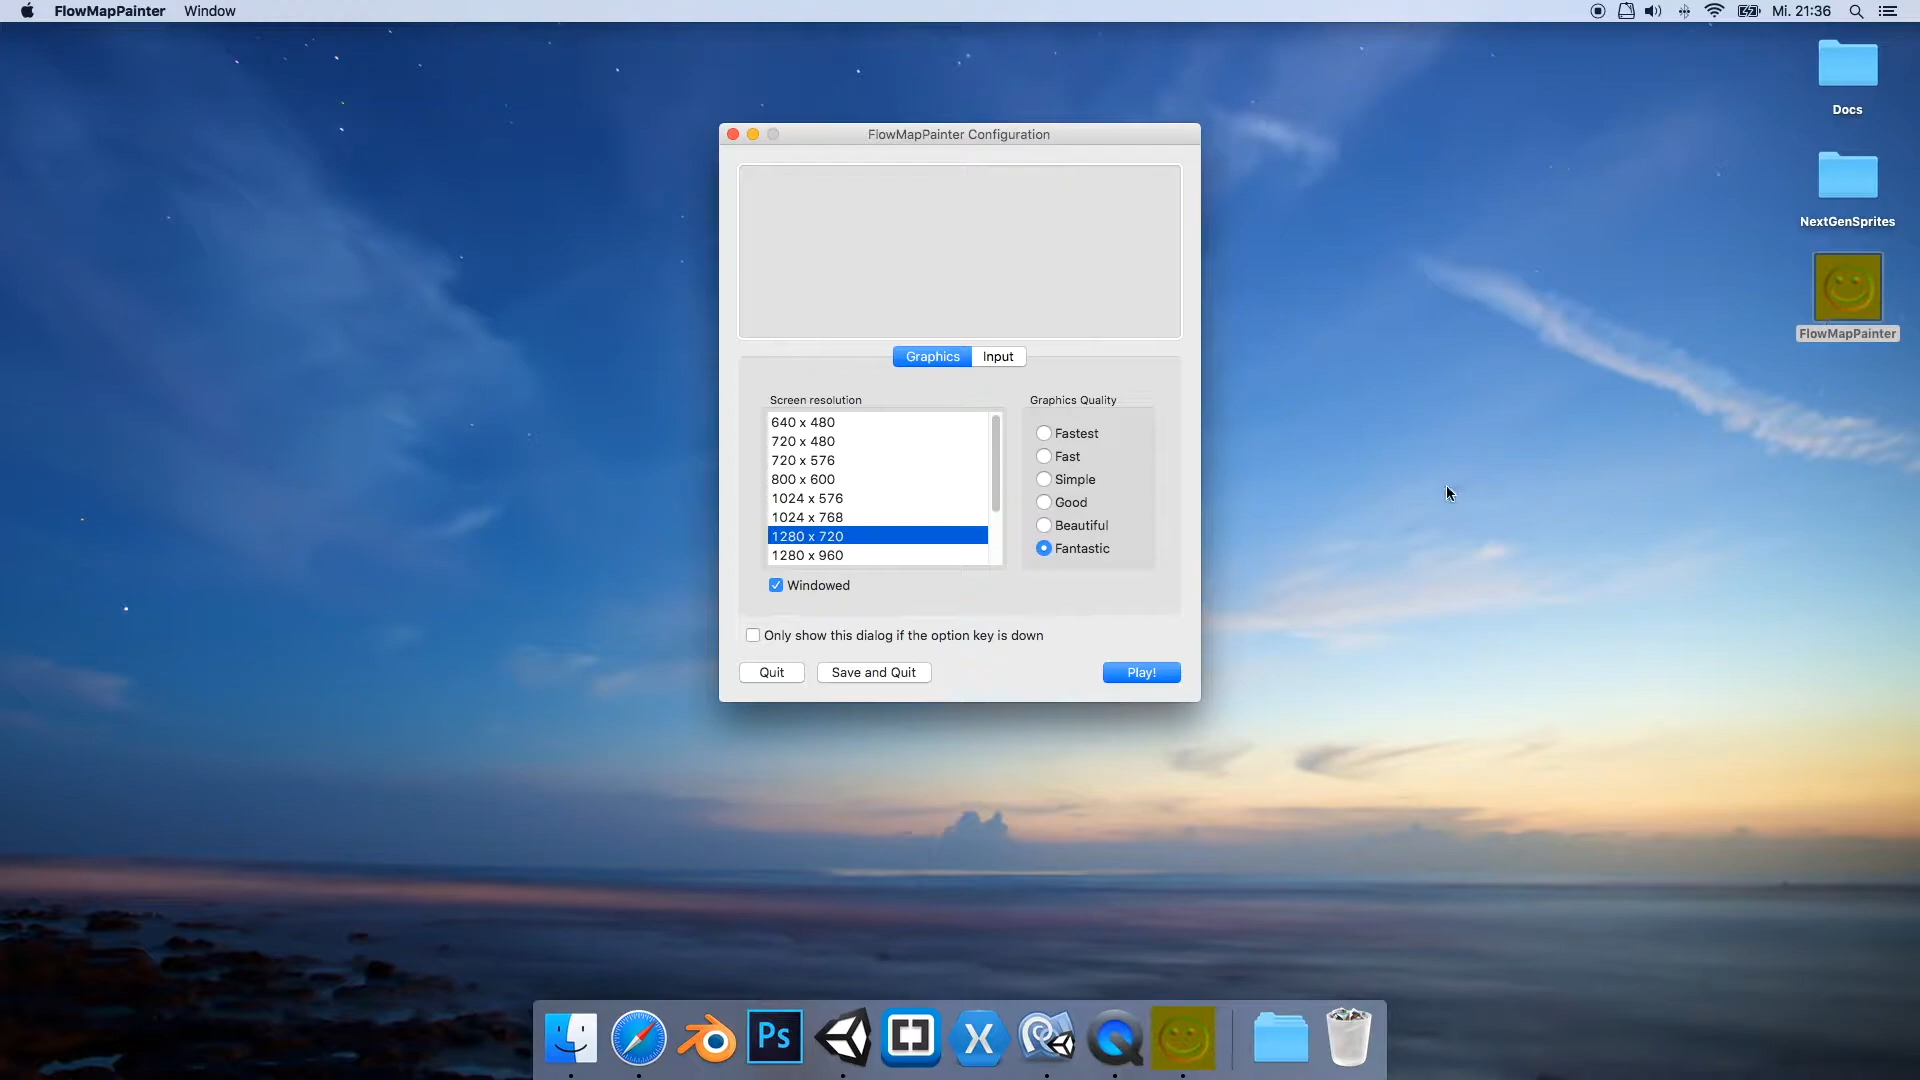 FlowMapPainter Window Mi. 21:36
Docs
NextGenSprites
FlowMapPainter
FlowMapPainter Configuration
Graphics Input
Screen resolution
640 x 480
720 x 480
720 x 576
800 x 600
1024 x 576
1024 x 768
1280 x 720
1280 x 960
Windowed
Graphics Quality
Fastest
Fast
Simple
Good
Beautiful
Fantastic
Only show this dialog if the option key is down
Quit Save and Quit Play!
Ps